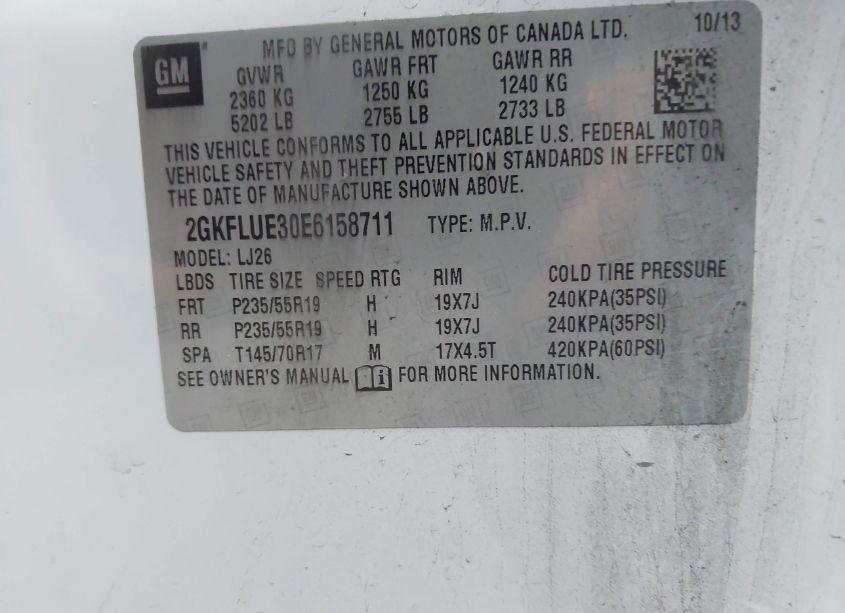 GM
MFD BY GENERAL MOTORS OF CANADA LTD. 10/13
GVWR GAWR FRT GAWR RR
2360 KG 1250 KG 1240 KG
5202 LB 2755 LB 2733 LB
THIS VEHICLE CONFORMS TO ALL APPLICABLE U.S. FEDERAL MOTOR
VEHICLE SAFETY AND THEFT PREVENTION STANDARDS IN EFFECT ON
THE DATE OF MANUFACTURE SHOWN ABOVE.
2GKFLUE30E6158711 TYPE: M.P.V.
MODEL: LJ26
LBDS TIRE SIZE SPEED RTG RIM COLD TIRE PRESSURE
FRT P235/55R19 H 19X7J 240KPA(35PSI)
RR P235/55R19 H 19X7J 240KPA(35PSI)
SPA T145/70R17 M 17X4.5T 420KPA(60PSI)
SEE OWNER'S MANUAL i FOR MORE INFORMATION.